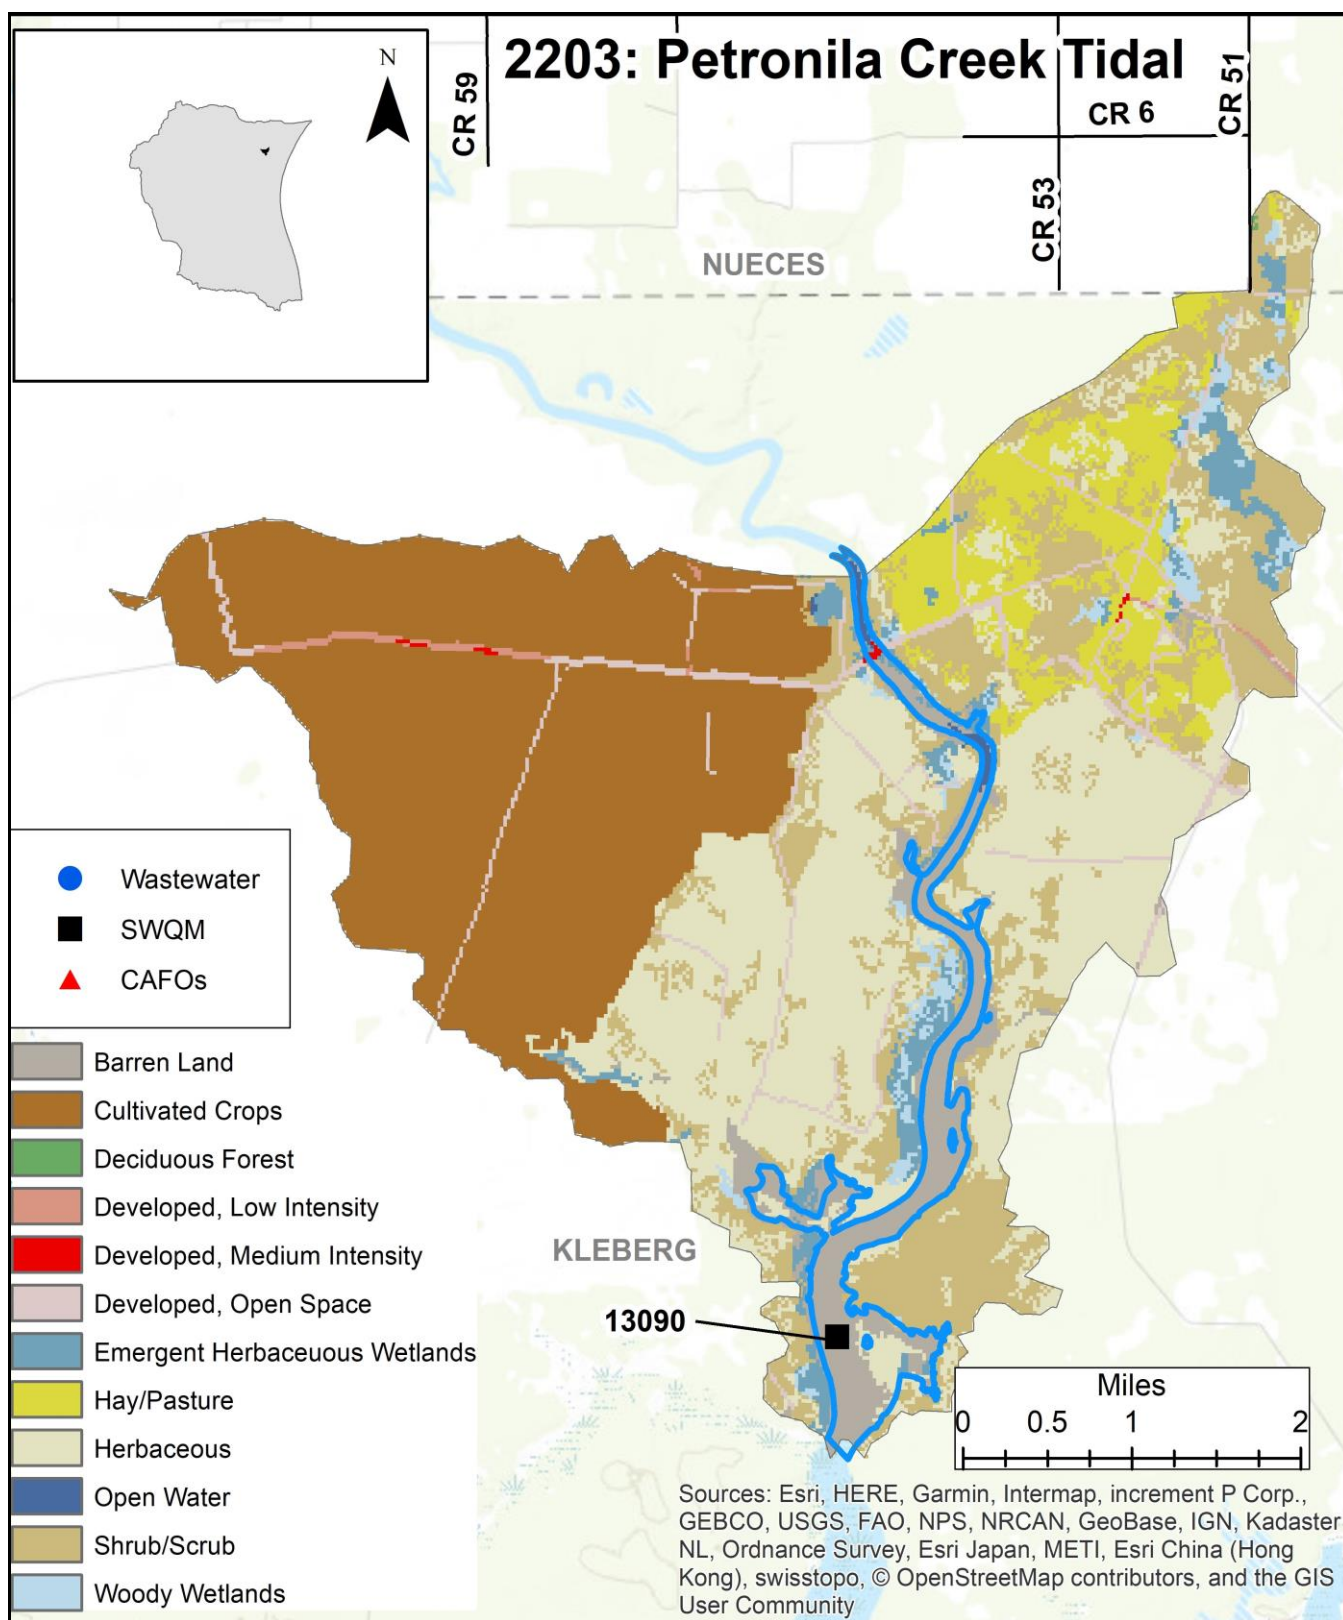 2203: Petronila Creek Tidal
N
CR 59
CR 6
CR 51
CR 53
NUECES
Wastewater
SWQM
CAFOs
Barren Land
Cultivated Crops
Deciduous Forest
Developed, Low Intensity
Developed, Medium Intensity
Developed, Open Space
Emergent Herbaceuous Wetlands
Hay/Pasture
Herbaceous
Open Water
Shrub/Scrub
Woody Wetlands
KLEBERG
13090
Miles
0 0.5 1 2
Sources: Esri, HERE, Garmin, Intermap, increment P Corp.,
GEBCO, USGS, FAO, NPS, NRCAN, GeoBase, IGN, Kadaster
NL, Ordnance Survey, Esri Japan, METI, Esri China (Hong
Kong), swisstopo, © OpenStreetMap contributors, and the GIS
User Community